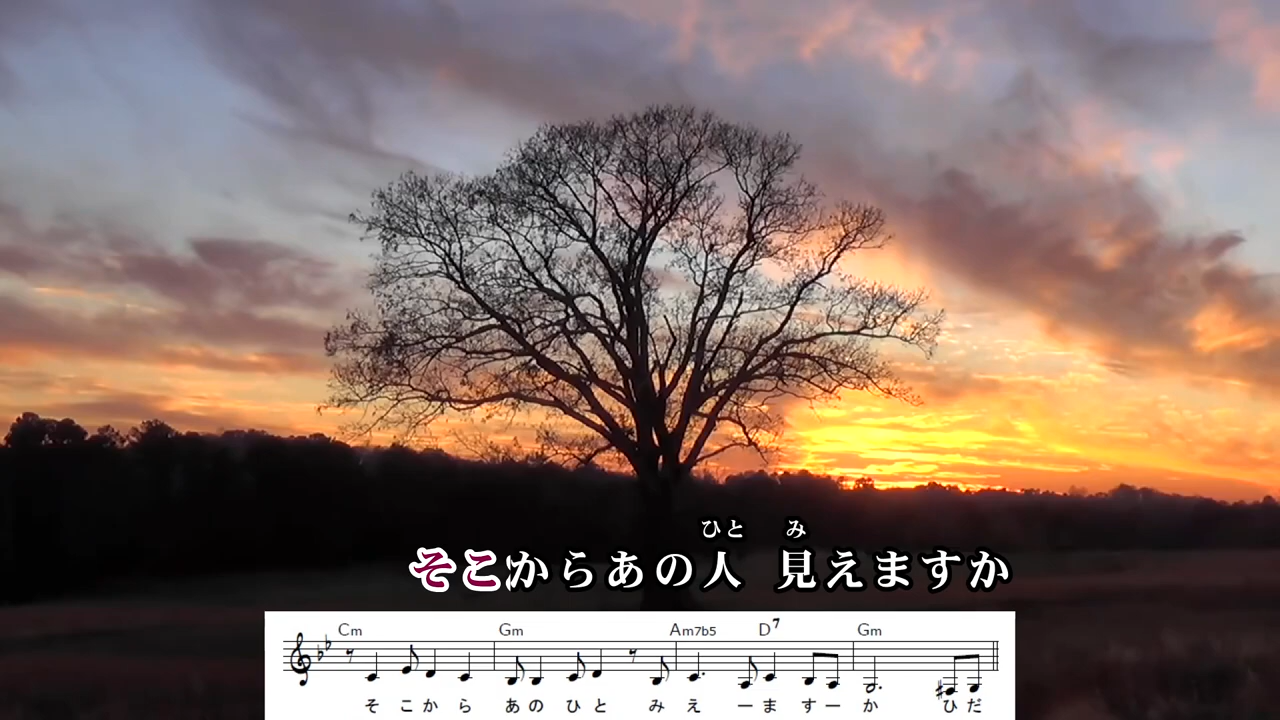 ひと み
そこからあの人 見えますか
Cm Gm Am7b5 D7 Gm
そ こ か ら あ の ひ と み え ー ま す ー か ひ だ